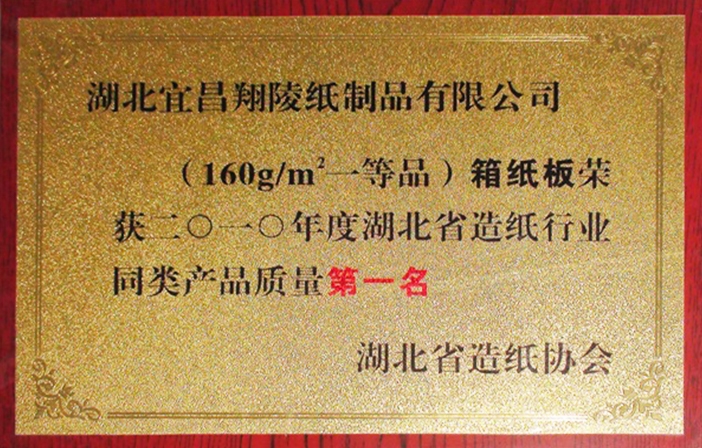 湖北宜昌翔陵纸制品有限公司
（160g/m²一等品）箱纸板荣
获二〇一〇年度湖北省造纸行业
同类产品质量第一名
湖北省造纸协会